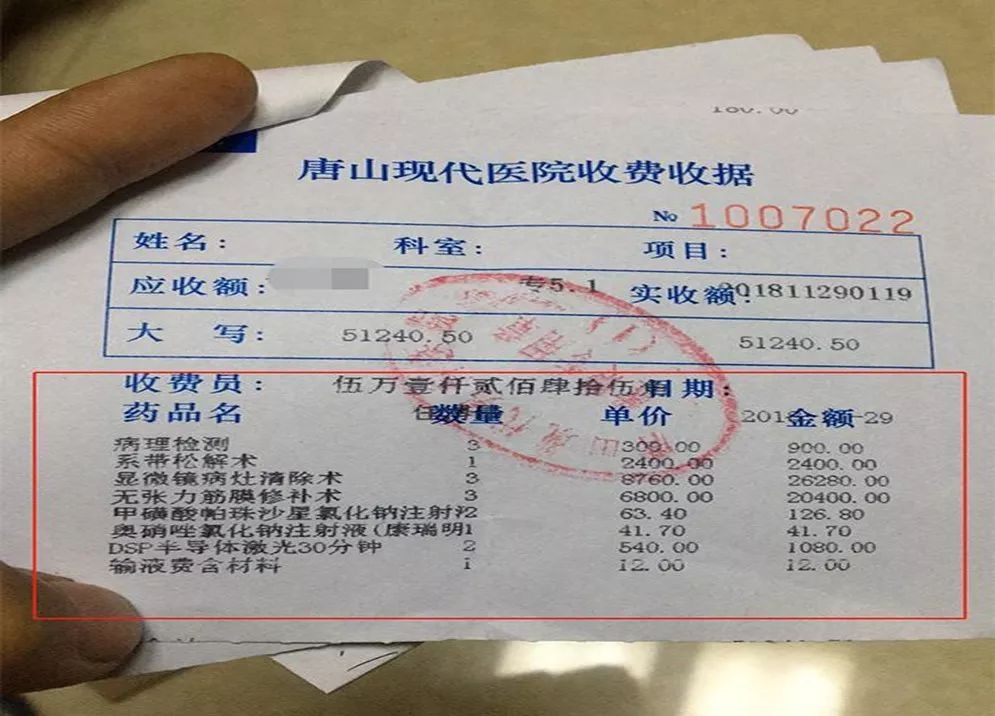 100.00
唐山现代医院收费收据
No 1007022
姓名： 科室： 项目：
应收额： 专5.1 实收额：201811290119
大 写： 51240.50 51240.50
收费员： 伍万壹仟贰佰肆拾伍角 日期：
药品名 数量 单价 金额 29
病理检测 3 300.00 900.00
系带松解术 1 2400.00 2400.00
显微镜病灶清除术 3 8760.00 26280.00
无张力筋膜修补术 3 6800.00 20400.00
甲磺酸帕珠沙星氯化钠注射液2 63.40 126.80
奥硝唑氯化钠注射液(康瑞明1 41.70 41.70
DSP半导体激光30分钟 2 540.00 1080.00
输液费含材料 1 12.00 12.00